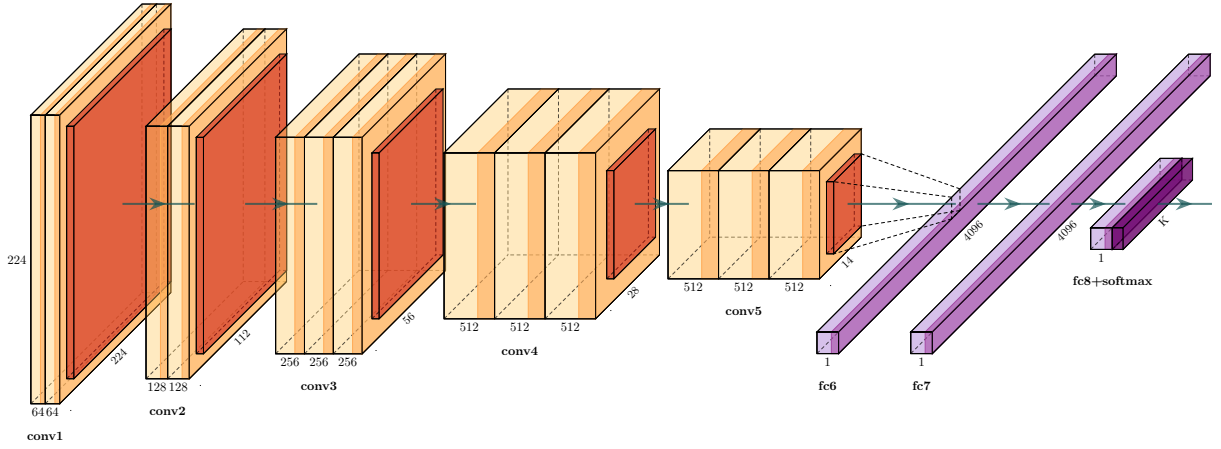 224
64 64
224
conv1
128 128
112
conv2
256 256 256
56
conv3
512 512 512
28
conv4
512 512 512
14
conv5
1
4096
fc6
1
4096
fc7
1
K
fc8+softmax